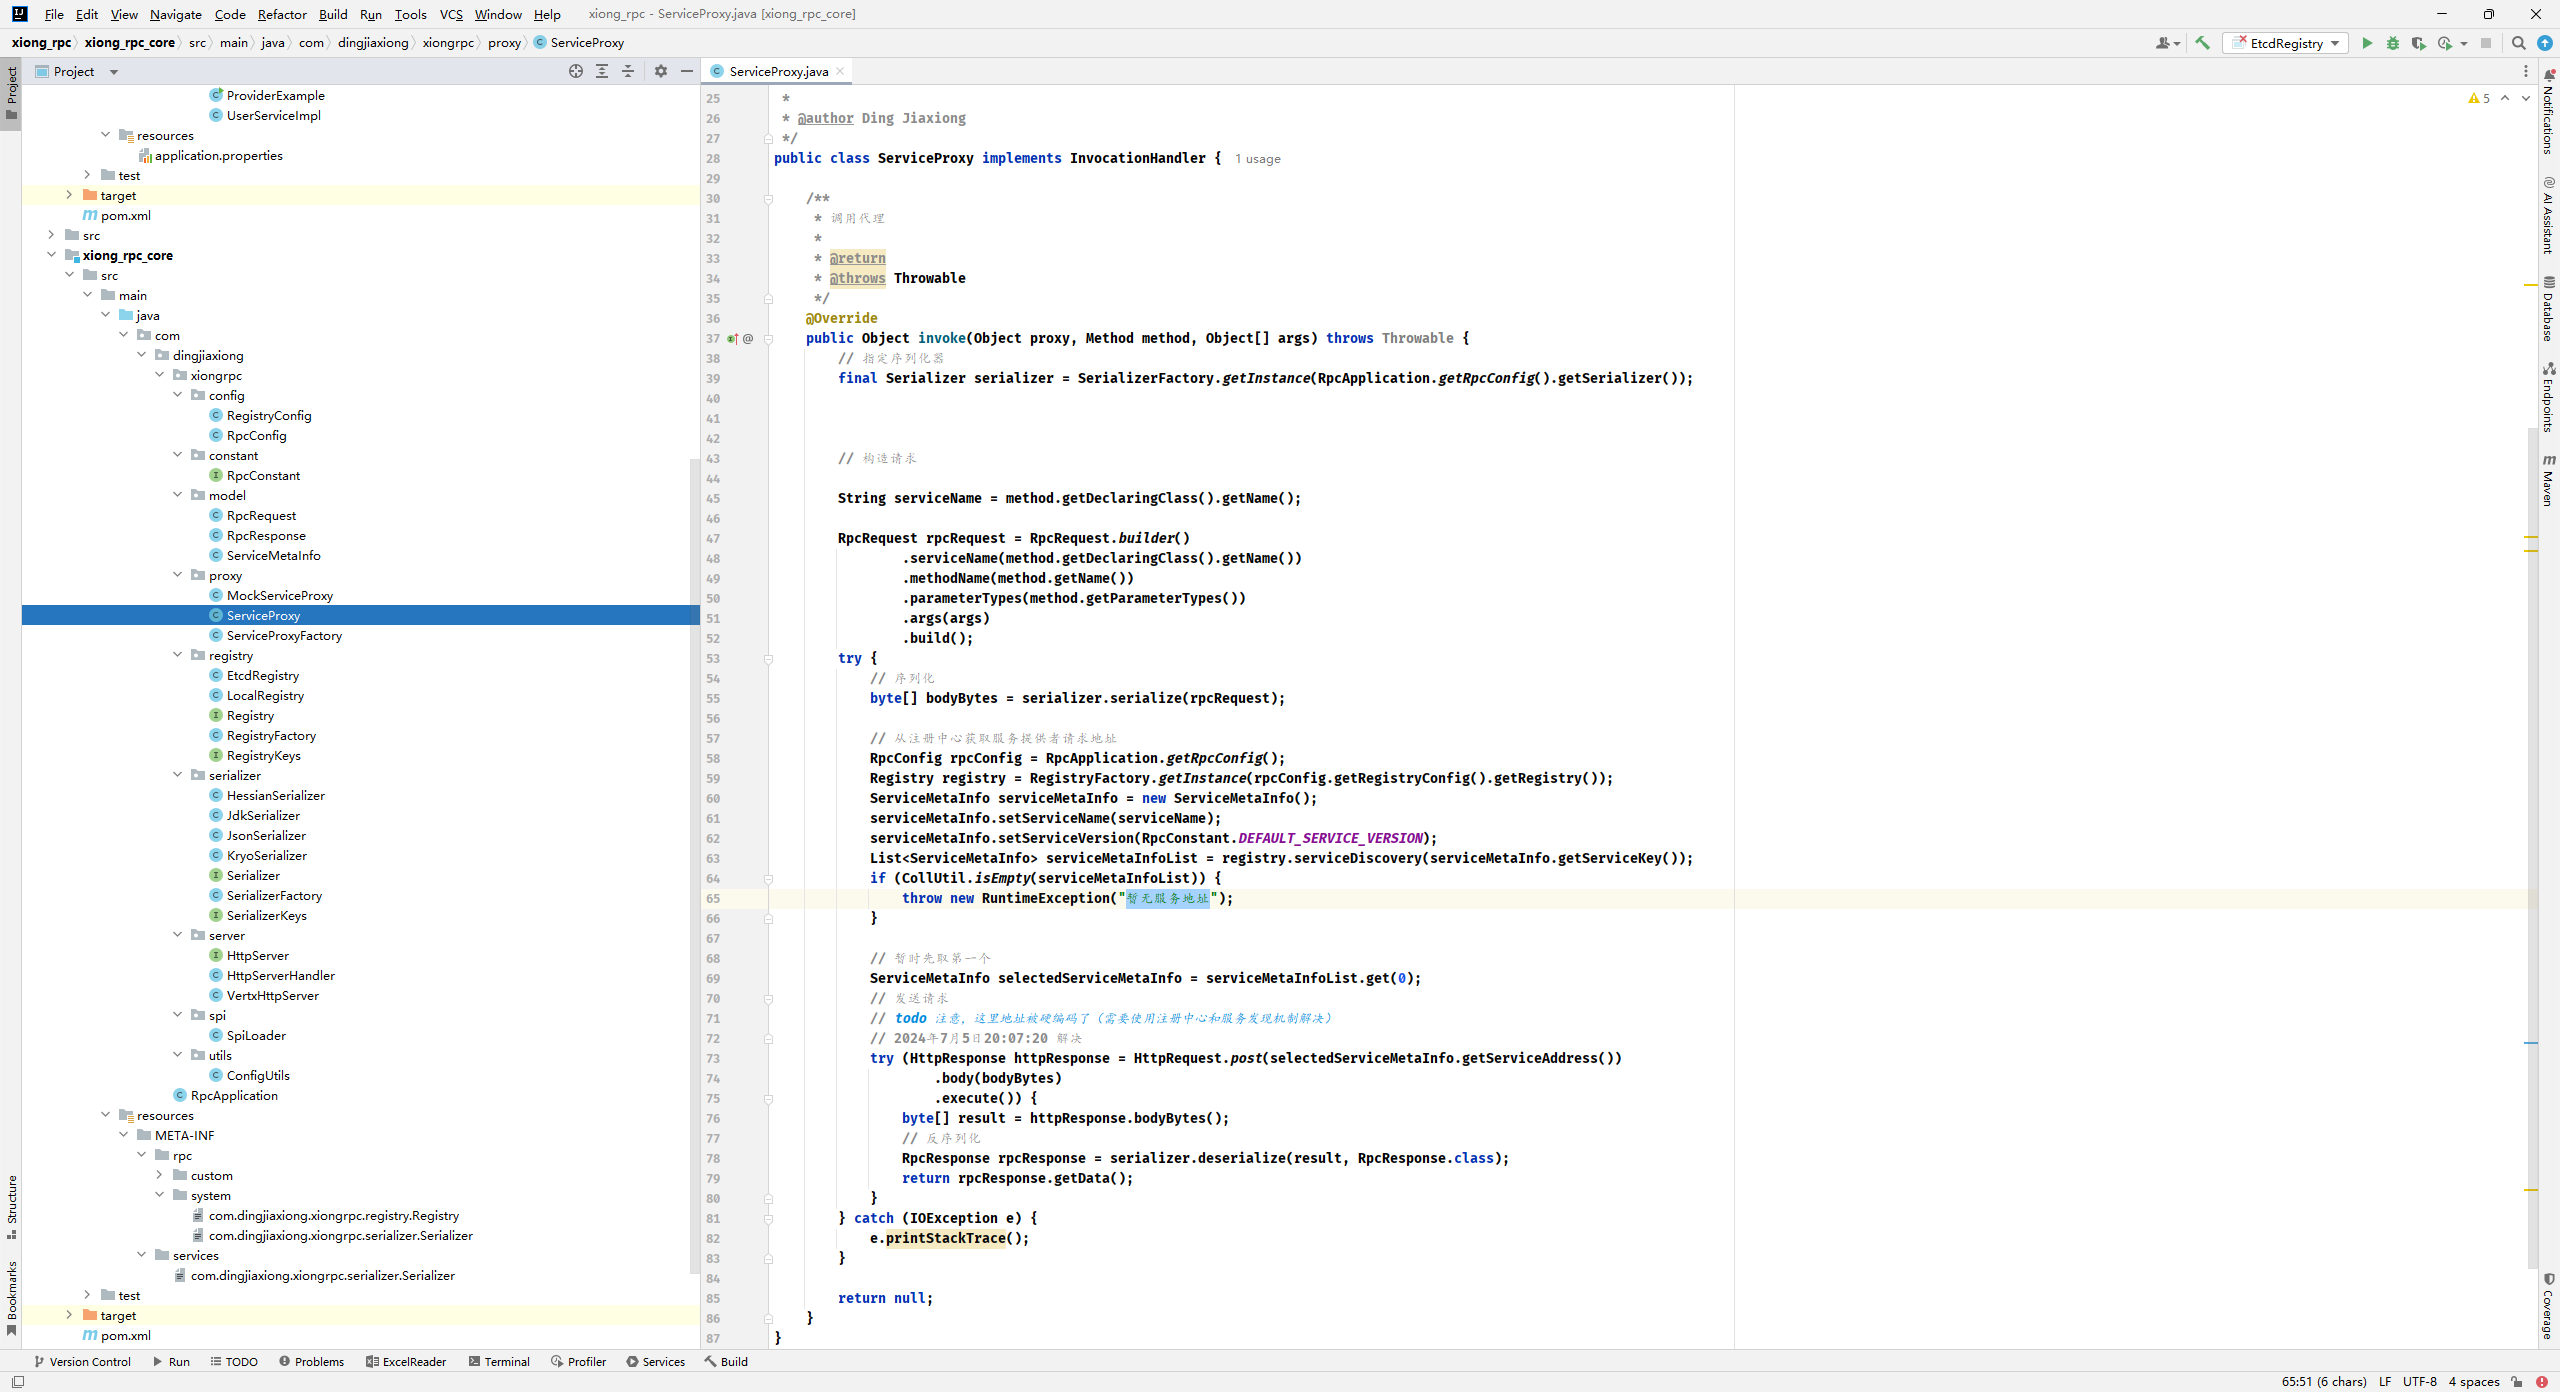 File Edit View Navigate Code Refactor Build Run Tools VCS Window Help xiong_rpc - ServiceProxy.java [xiong_rpc_core]
xiong_rpc xiong_rpc_core src main java com dingjiaxiong xiongrpc proxy ServiceProxy EtcdRegistry
Project
ServiceProxy.java
Project
Structure
Bookmarks
ProviderExample
UserServiceImpl
resources
application.properties
test
target
pom.xml
src
xiong_rpc_core
src
main
java
com
dingjiaxiong
xiongrpc
config
RegistryConfig
RpcConfig
constant
RpcConstant
model
RpcRequest
RpcResponse
ServiceMetaInfo
proxy
MockServiceProxy
ServiceProxy
ServiceProxyFactory
registry
EtcdRegistry
LocalRegistry
Registry
RegistryFactory
RegistryKeys
serializer
HessianSerializer
JdkSerializer
JsonSerializer
KryoSerializer
Serializer
SerializerFactory
SerializerKeys
server
HttpServer
HttpServerHandler
VertxHttpServer
spi
SpiLoader
utils
ConfigUtils
RpcApplication
resources
META-INF
rpc
custom
system
com.dingjiaxiong.xiongrpc.registry.Registry
com.dingjiaxiong.xiongrpc.serializer.Serializer
services
com.dingjiaxiong.xiongrpc.serializer.Serializer
test
target
pom.xml
25 *
26 * @author Ding Jiaxiong
27 */
28 public class ServiceProxy implements InvocationHandler { 1 usage
29
30 /**
31 * 调用代理
32 *
33 * @return
34 * @throws Throwable
35 */
36 @Override
37 public Object invoke(Object proxy, Method method, Object[] args) throws Throwable {
38 // 指定序列化器
39 final Serializer serializer = SerializerFactory.getInstance(RpcApplication.getRpcConfig().getSerializer());
40
41
42
43 // 构造请求
44
45 String serviceName = method.getDeclaringClass().getName();
46
47 RpcRequest rpcRequest = RpcRequest.builder()
48 .serviceName(method.getDeclaringClass().getName())
49 .methodName(method.getName())
50 .parameterTypes(method.getParameterTypes())
51 .args(args)
52 .build();
53 try {
54 // 序列化
55 byte[] bodyBytes = serializer.serialize(rpcRequest);
56
57 // 从注册中心获取服务提供者请求地址
58 RpcConfig rpcConfig = RpcApplication.getRpcConfig();
59 Registry registry = RegistryFactory.getInstance(rpcConfig.getRegistryConfig().getRegistry());
60 ServiceMetaInfo serviceMetaInfo = new ServiceMetaInfo();
61 serviceMetaInfo.setServiceName(serviceName);
62 serviceMetaInfo.setServiceVersion(RpcConstant.DEFAULT_SERVICE_VERSION);
63 List<ServiceMetaInfo> serviceMetaInfoList = registry.serviceDiscovery(serviceMetaInfo.getServiceKey());
64 if (CollUtil.isEmpty(serviceMetaInfoList)) {
65 throw new RuntimeException("暂无服务地址");
66 }
67
68 // 暂时先取第一个
69 ServiceMetaInfo selectedServiceMetaInfo = serviceMetaInfoList.get(0);
70 // 发送请求
71 // todo 注意，这里地址被硬编码了（需要使用注册中心和服务发现机制解决）
72 // 2024年7月5日20:07:20 解决
73 try (HttpResponse httpResponse = HttpRequest.post(selectedServiceMetaInfo.getServiceAddress())
74 .body(bodyBytes)
75 .execute()) {
76 byte[] result = httpResponse.bodyBytes();
77 // 反序列化
78 RpcResponse rpcResponse = serializer.deserialize(result, RpcResponse.class);
79 return rpcResponse.getData();
80 }
81 } catch (IOException e) {
82 e.printStackTrace();
83 }
84
85 return null;
86 }
87 }
5
Notifications
AI Assistant
Database
Endpoints
Maven
Coverage
Version Control Run TODO Problems ExcelReader Terminal Profiler Services Build
65:51 (6 chars) LF UTF-8 4 spaces